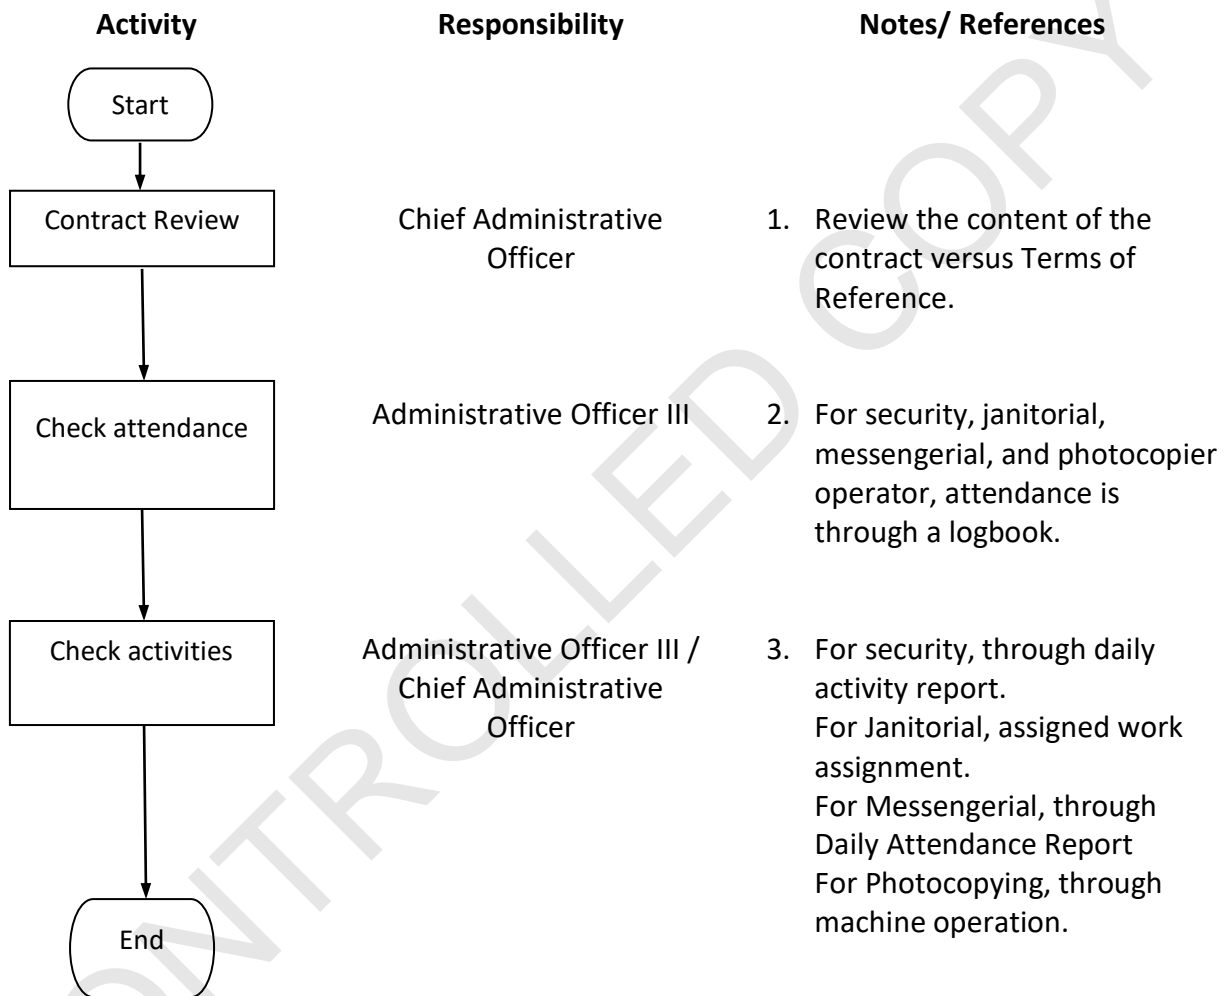 Activity
Responsibility
Notes/ References
Start
Contract Review
Chief Administrative
Officer
1. Review the content of the
contract versus Terms of
Reference.
Check attendance
Administrative Officer III
2. For security, janitorial,
messengerial, and photocopier
operator, attendance is
through a logbook.
Check activities
Administrative Officer III /
Chief Administrative
Officer
3. For security, through daily
activity report.
For Janitorial, assigned work
assignment.
For Messengerial, through
Daily Attendance Report
For Photocopying, through
machine operation.
End
ONTROLLED COPY